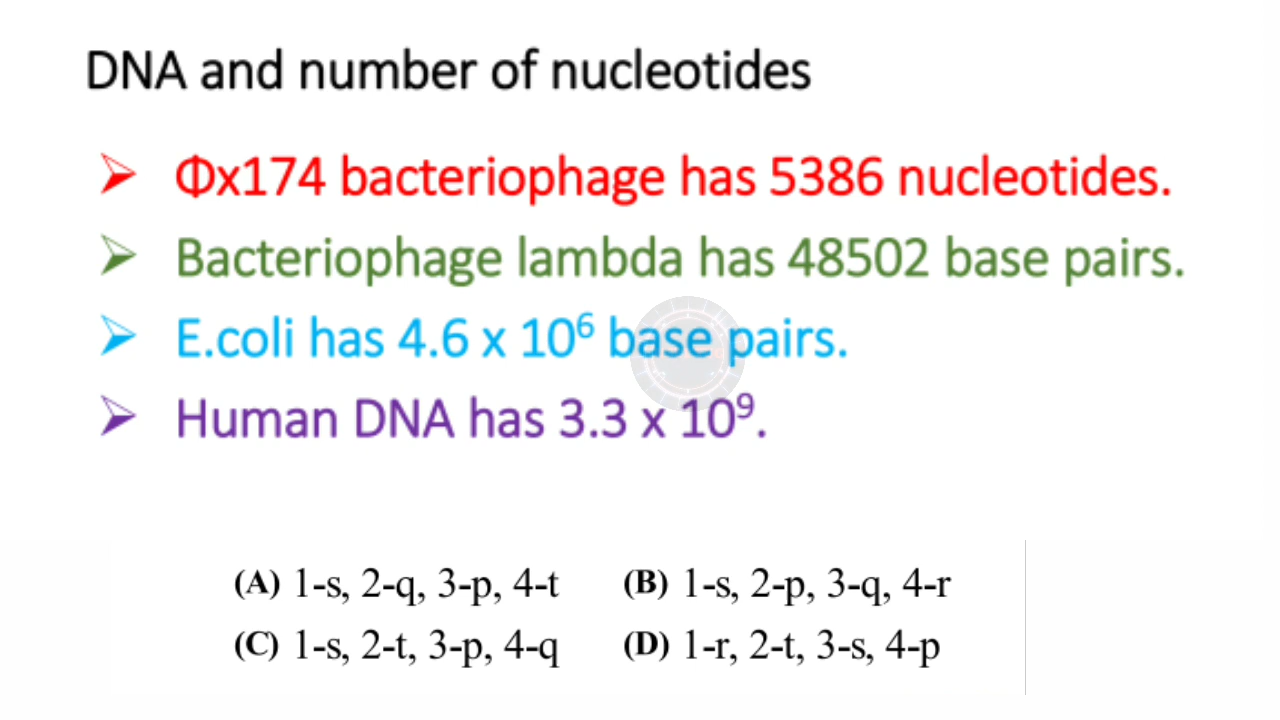 DNA and number of nucleotides
➢ Φx174 bacteriophage has 5386 nucleotides.
➢ Bacteriophage lambda has 48502 base pairs.
➢ E.coli has 4.6 x 10⁶ base pairs.
➢ Human DNA has 3.3 x 10⁹.
(A) 1-s, 2-q, 3-p, 4-t (B) 1-s, 2-p, 3-q, 4-r
(C) 1-s, 2-t, 3-p, 4-q (D) 1-r, 2-t, 3-s, 4-p